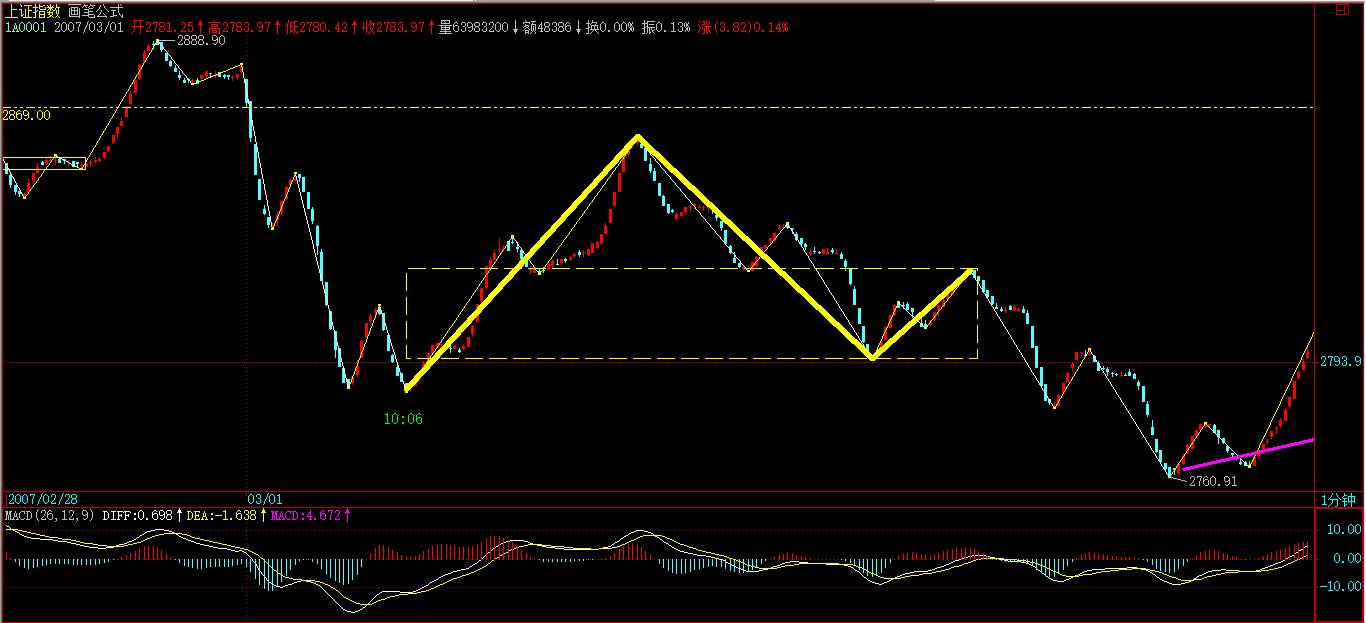 上证指数 画笔公式
1A0001 2007/03/01 开2781.25↑高2783.97↑低2780.42↑收2783.97↑量63983200↓额48386↓换0.00% 振0.13% 涨(3.82)0.14%
2888.90
2869.00
10:06
2793.9
2760.91
2007/02/28 03/01 1分钟
MACD(26,12,9) DIFF:0.698↑DEA:-1.638↑MACD:4.672↑
10.00
0.00
-10.00